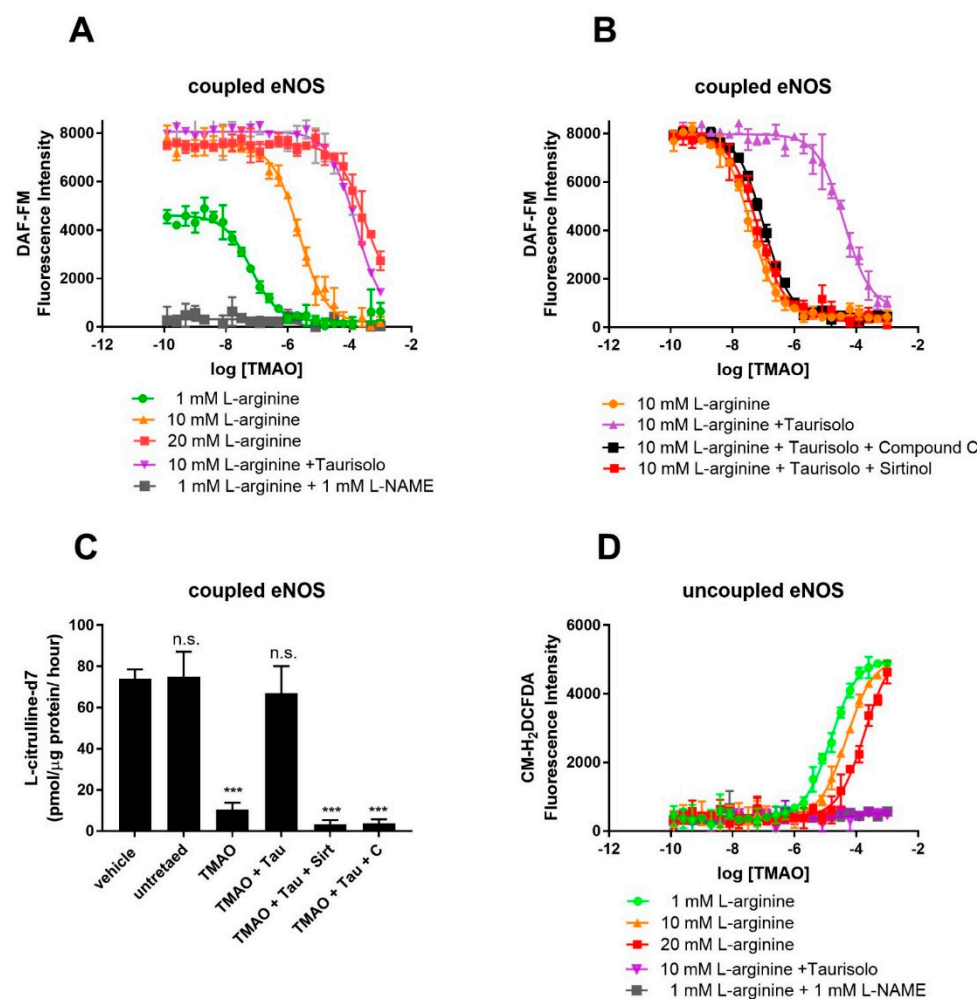 A
coupled eNOS
DAF-FM
Fluorescence Intensity
8000
6000
4000
2000
0
-12 -10 -8 -6 -4 -2
log [TMAO]
1 mM L-arginine
10 mM L-arginine
20 mM L-arginine
10 mM L-arginine +Taurisolo
1 mM L-arginine + 1 mM L-NAME
B
coupled eNOS
DAF-FM
Fluorescence Intensity
8000
6000
4000
2000
0
-12 -10 -8 -6 -4 -2
log [TMAO]
10 mM L-arginine
10 mM L-arginine +Taurisolo
10 mM L-arginine + Taurisolo + Compound C
10 mM L-arginine + Taurisolo + Sirtinol
C
coupled eNOS
L-citrulline-d7
(pmol/µg protein/ hour)
100
80
60
40
20
0
n.s.
***
n.s.
***
***
vehicle
untretaed
TMAO
TMAO + Tau
TMAO + Tau + Sirt
TMAO + Tau + C
D
uncoupled eNOS
CM-H₂DCFDA
Fluorescence Intensity
6000
4000
2000
0
-12 -10 -8 -6 -4 -2
log [TMAO]
1 mM L-arginine
10 mM L-arginine
20 mM L-arginine
10 mM L-arginine +Taurisolo
1 mM L-arginine + 1 mM L-NAME